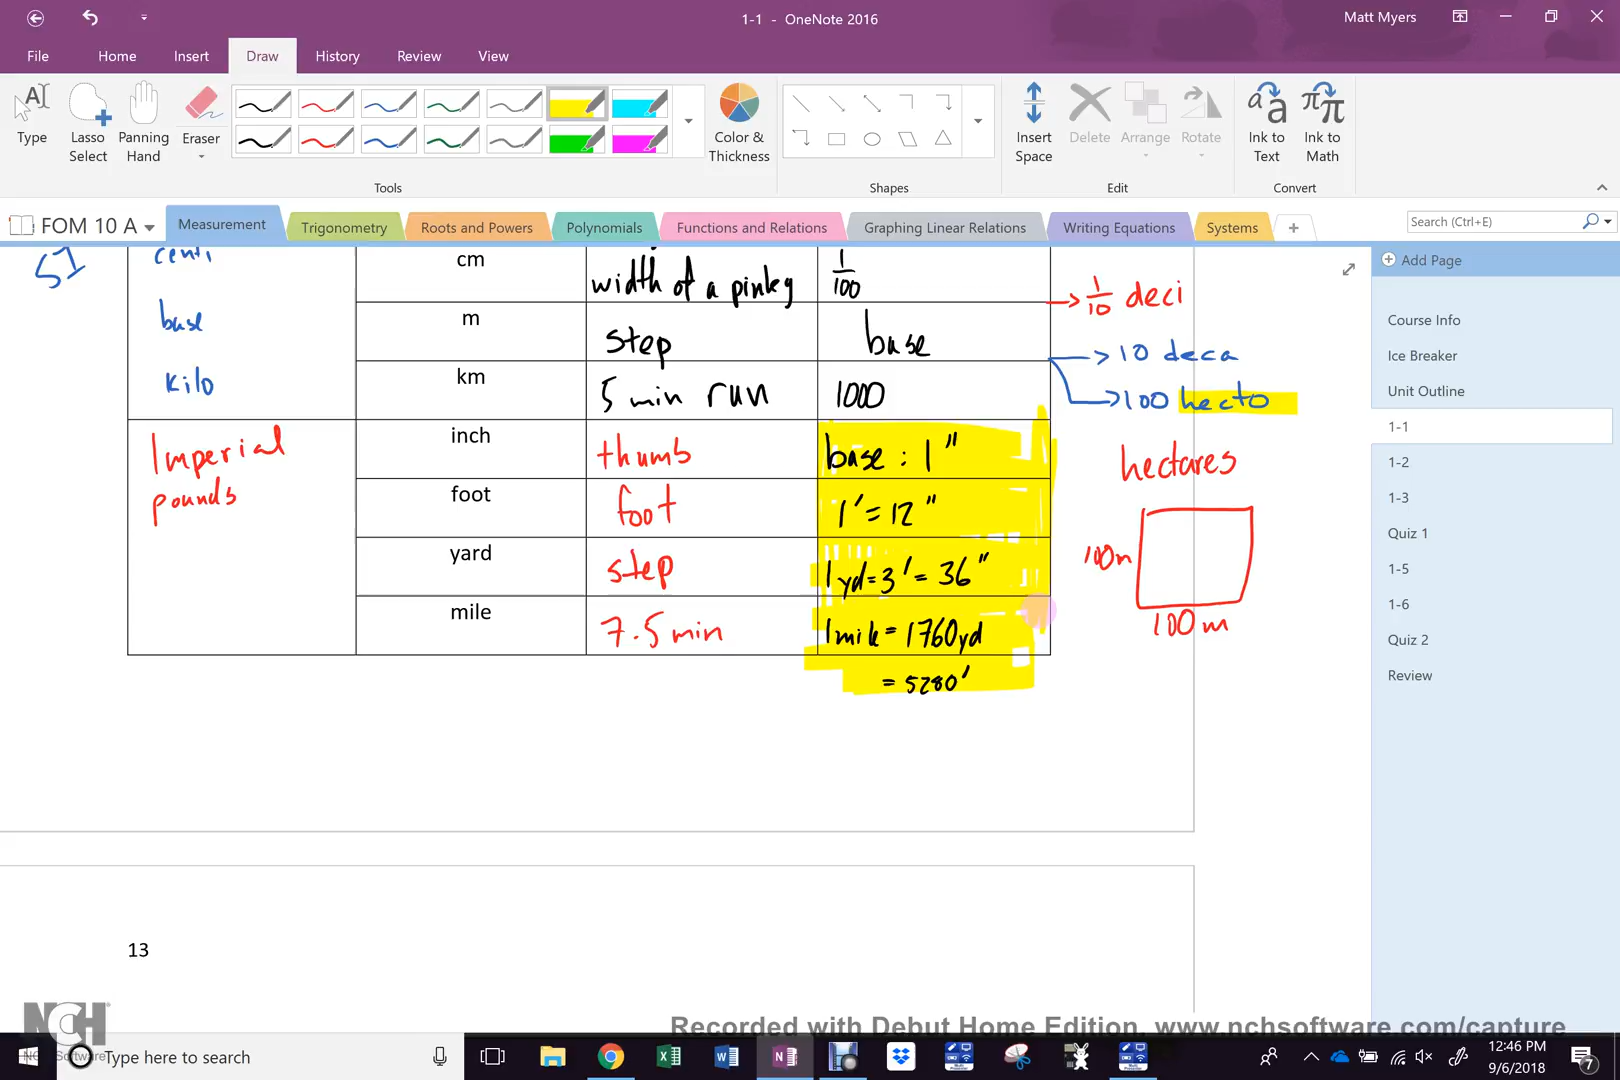 1-1 - OneNote 2016
Matt Myers
File Home Insert Draw History Review View
Type
Lasso Select
Panning Hand
Eraser
Color & Thickness
Insert Space
Delete
Arrange
Rotate
Ink to Text
Ink to Math
Tools
Shapes
Edit
Convert
FOM 10 A
Measurement
Trigonometry
Roots and Powers
Polynomials
Functions and Relations
Graphing Linear Relations
Writing Equations
Systems
Search (Ctrl+E)
Add Page
Course Info
Ice Breaker
Unit Outline
1-1
1-2
1-3
Quiz 1
1-5
1-6
Quiz 2
Review
SI
centi
base
kilo
cm width of a pinky 1/100
m step base
km 5 min run 1000
→ 1/10 deci
→ 10 deca
→ 100 hecto
Imperial
pounds
inch thumb base : 1"
foot foot 1' = 12"
yard step 1 yd = 3' = 36"
mile 7.5 min 1 mile = 1760 yd
= 5280'
hectares
100m
100 m
13
NCH
NCH Software
Recorded with Debut Home Edition. www.nchsoftware.com/capture
Type here to search
12:46 PM
9/6/2018
7